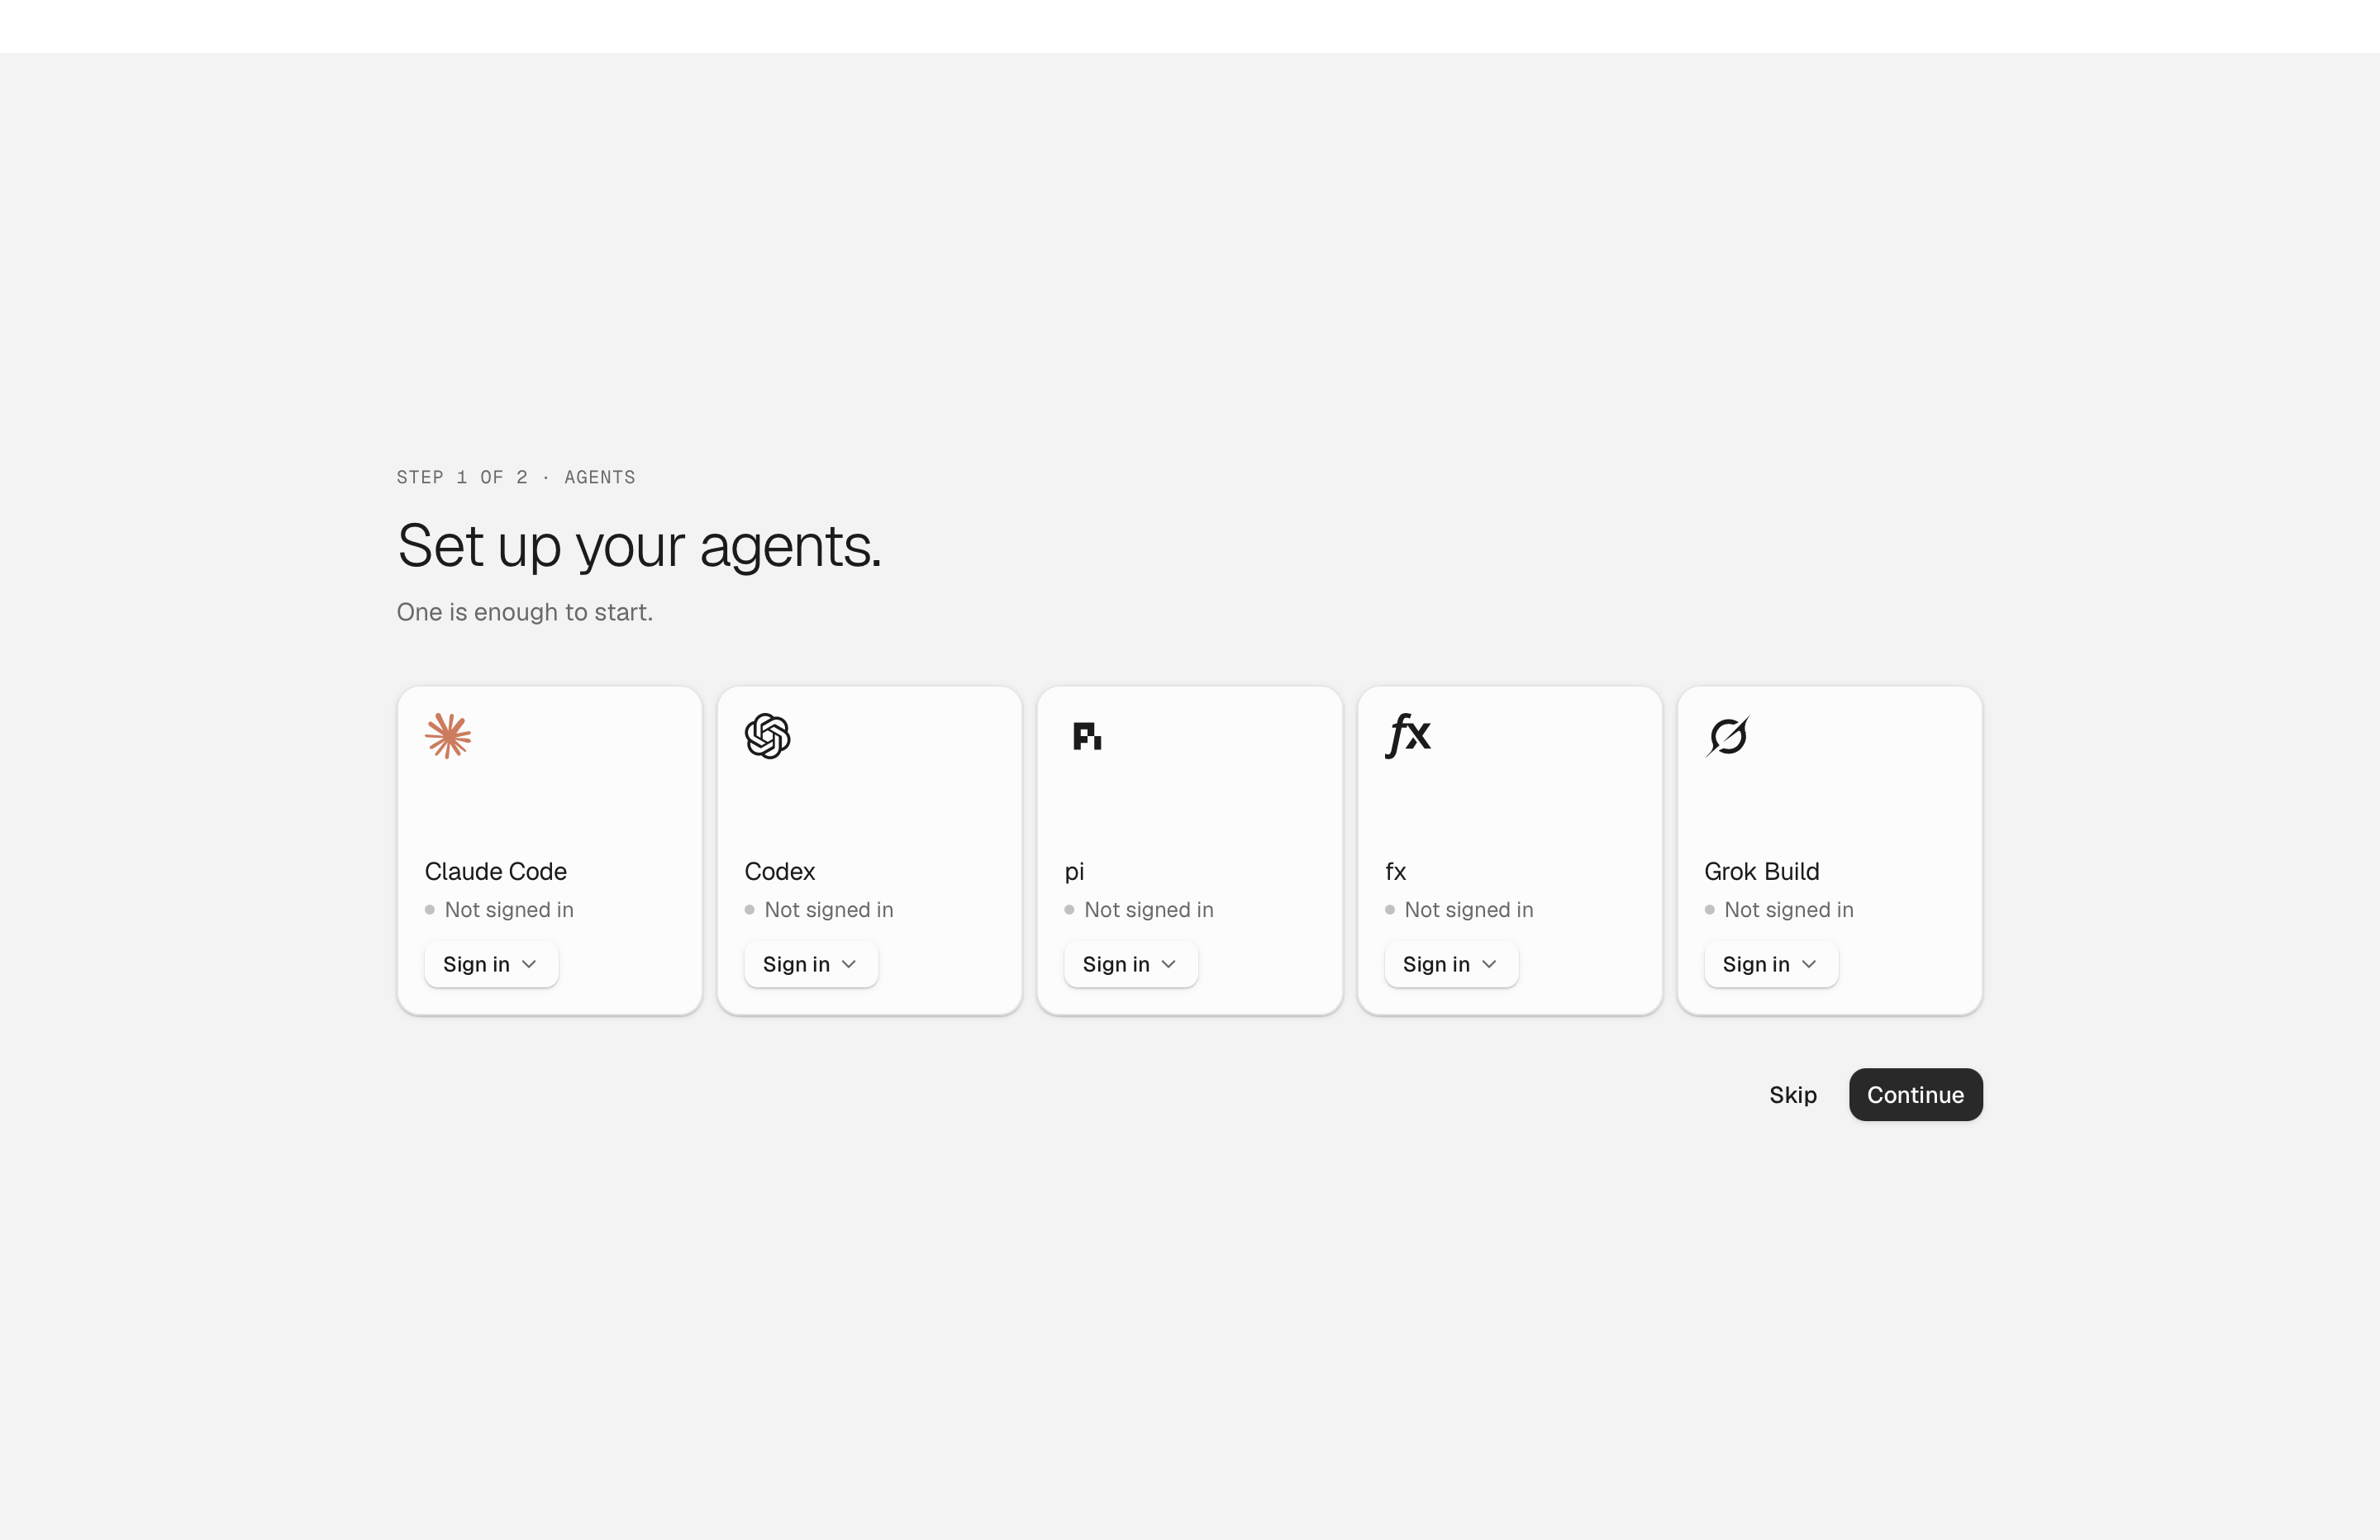 STEP 1 OF 2 · AGENTS
Set up your agents.
One is enough to start.
fx
Claude Code
Not signed in
Sign in
Codex
Not signed in
Sign in
pi
Not signed in
Sign in
fx
Not signed in
Sign in
Grok Build
Not signed in
Sign in
Skip
Continue